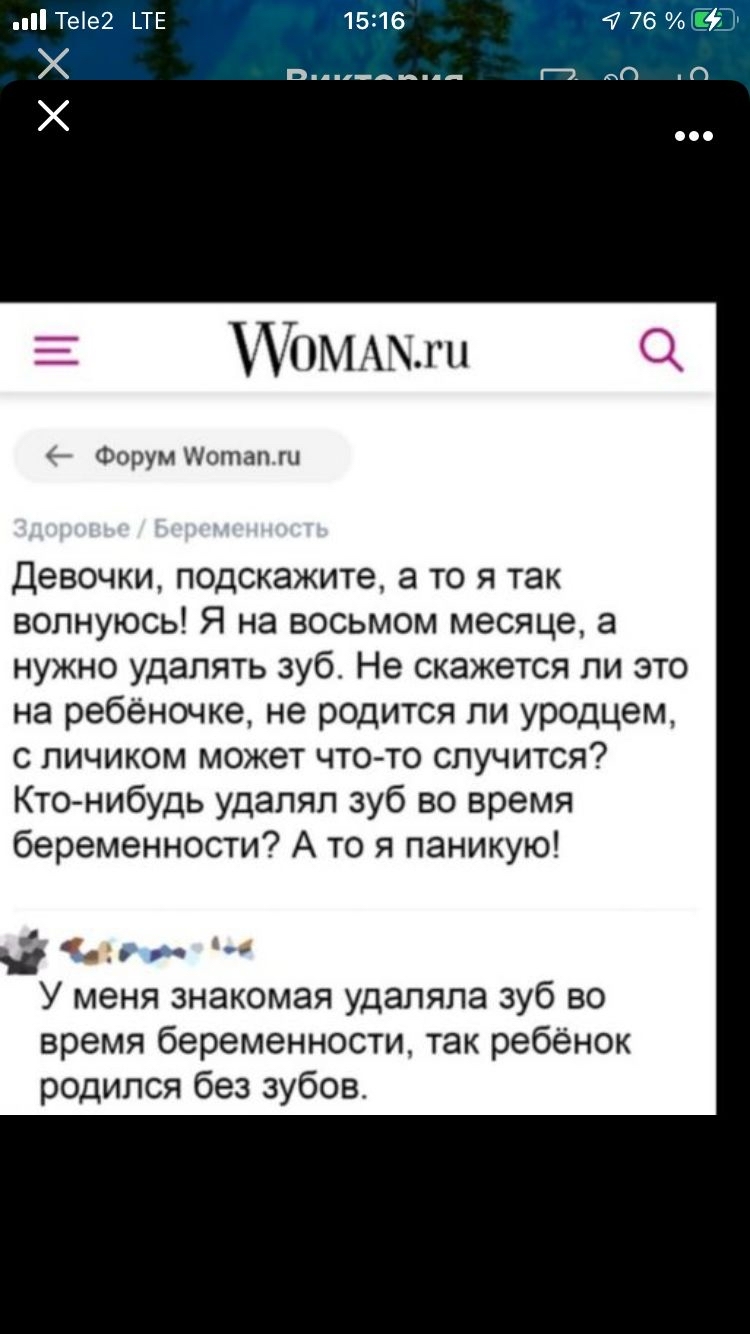 Tele2 LTE 15:16 76 %
Виктория
WOMAN.ru
Форум Woman.ru
Здоровье / Беременность
Девочки, подскажите, а то я так
волнуюсь! Я на восьмом месяце, а
нужно удалять зуб. Не скажется ли это
на ребёночке, не родится ли уродцем,
с личиком может что-то случится?
Кто-нибудь удалял зуб во время
беременности? А то я паникую!
У меня знакомая удаляла зуб во
время беременности, так ребёнок
родился без зубов.